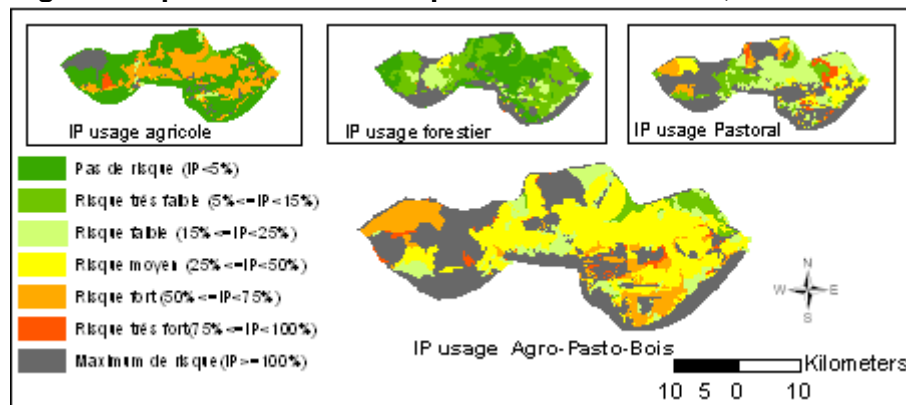 IP usage agricole
IP usage forestier
IP usage Pastoral
Pas de risque (IP<5%)
Risque trés faible (5%<=IP<15%)
Risque faible (15%<=IP<25%)
Risque moyen (25%<=IP<50%)
Risque fort (50%<=IP<75%)
Risque trés fort(75%<=IP<100%)
Maximum de risque (IP>=100%)
IP usage Agro-Pasto-Bois
N
W E
S
Kilometers
10 5 0 10